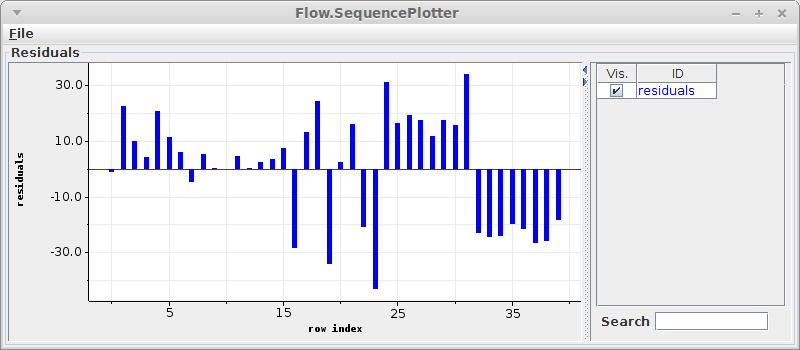 Flow.SequencePlotter
File
Residuals
30.0
10.0
-10.0
-30.0
residuals
5
15
25
35
row index
Vis.
ID
residuals
Search